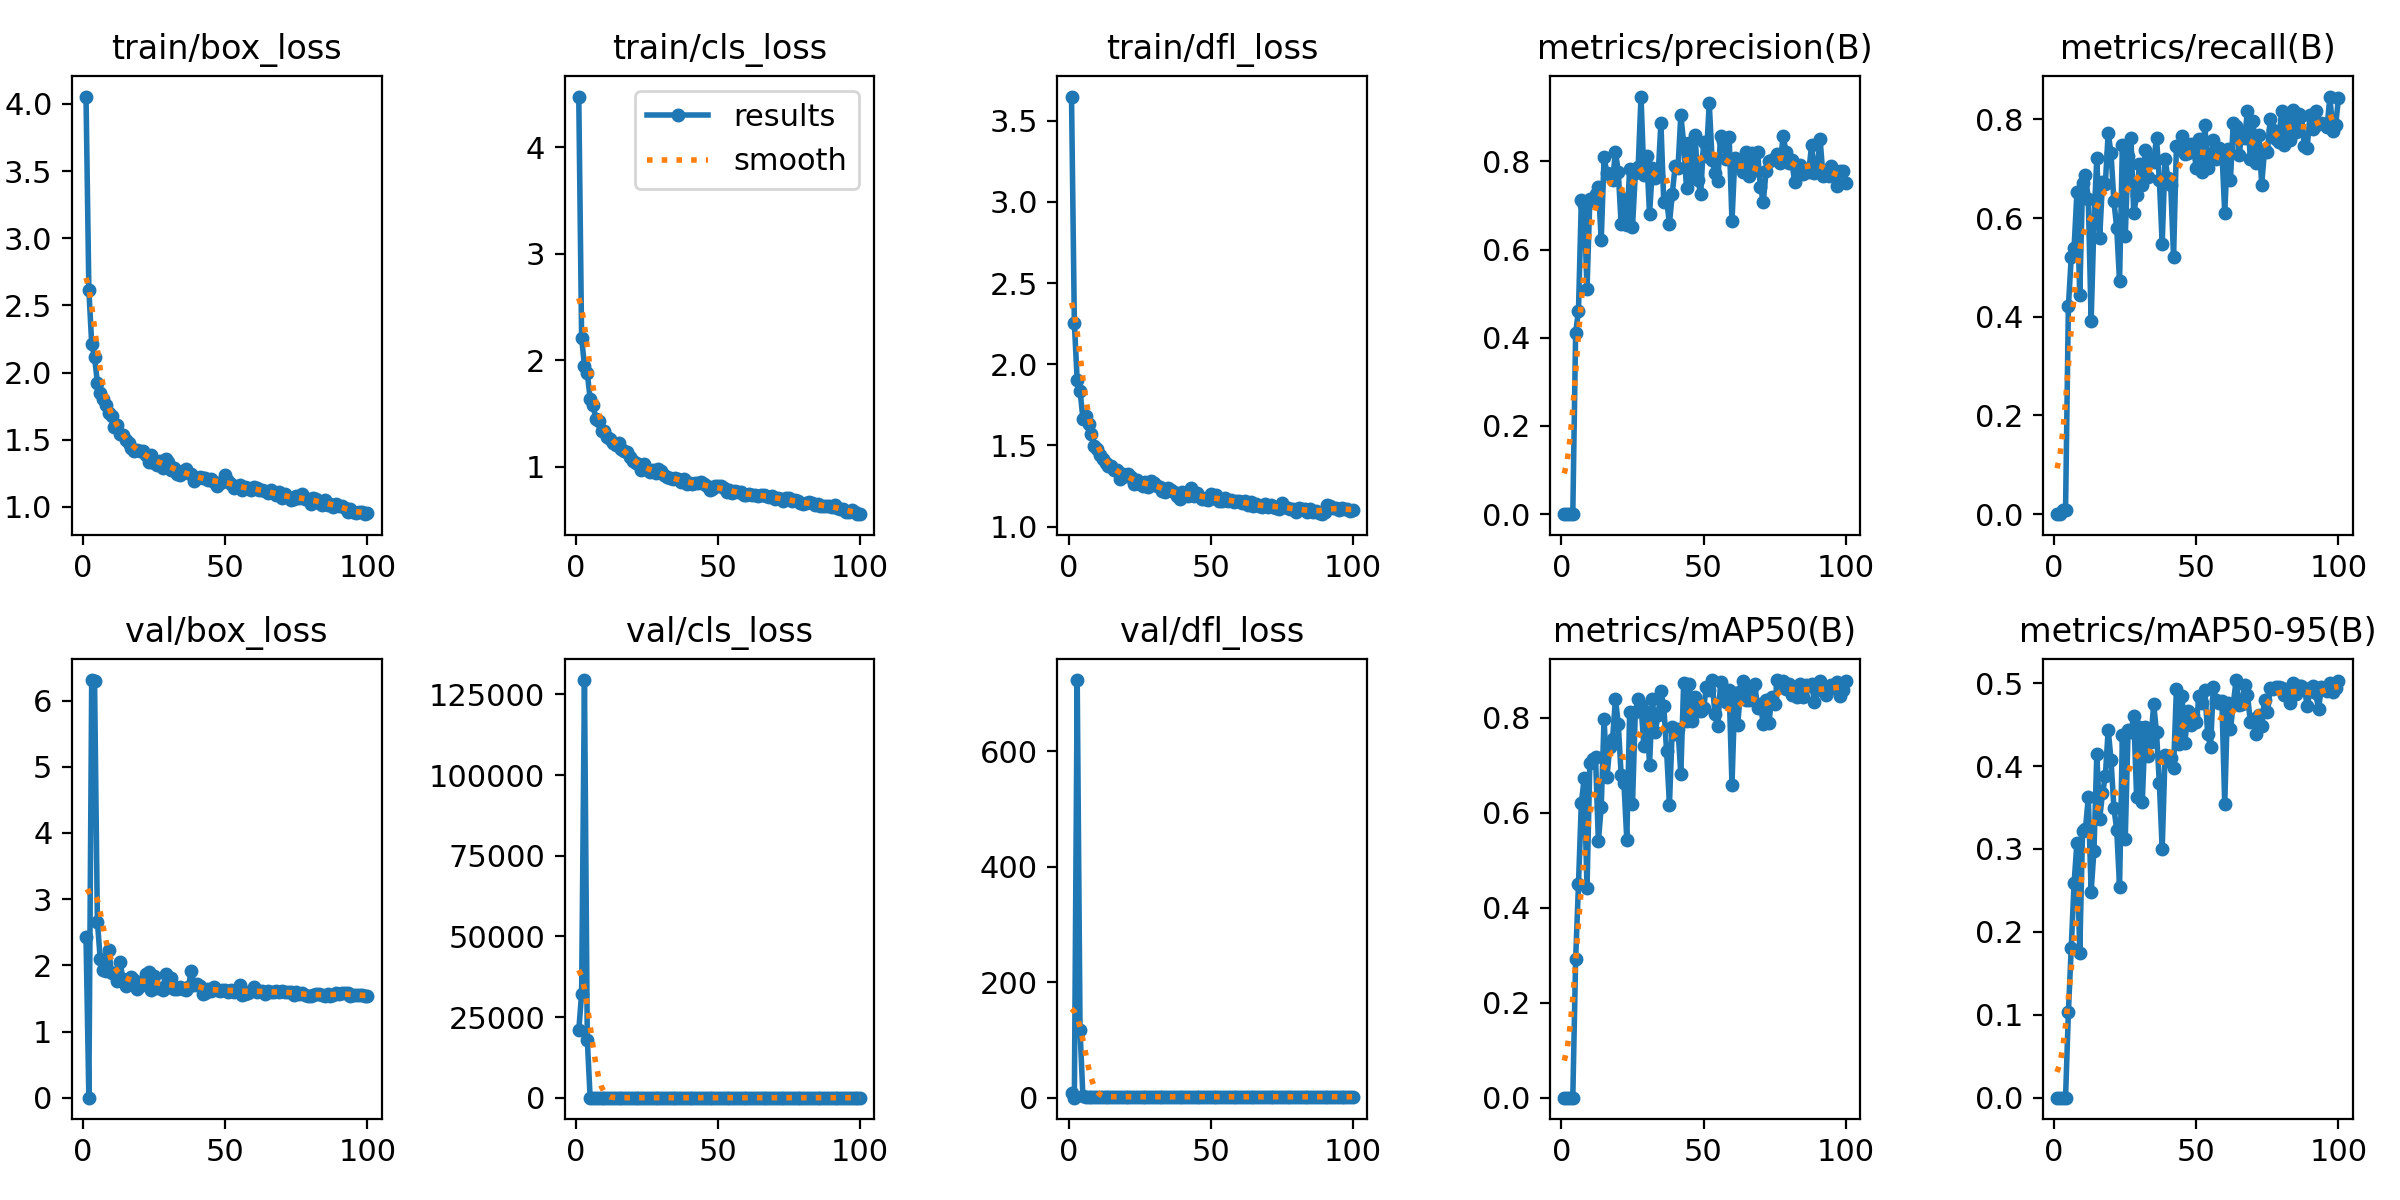 train/box_loss
4.0
3.5
3.0
2.5
2.0
1.5
1.0
0 50 100
train/cls_loss
results
smooth
4
3
2
1
0 50 100
train/dfl_loss
3.5
3.0
2.5
2.0
1.5
1.0
0 50 100
metrics/precision(B)
0.8
0.6
0.4
0.2
0.0
0 50 100
metrics/recall(B)
0.8
0.6
0.4
0.2
0.0
0 50 100
val/box_loss
6
5
4
3
2
1
0
0 50 100
val/cls_loss
125000
100000
75000
50000
25000
0
0 50 100
val/dfl_loss
600
400
200
0
0 50 100
metrics/mAP50(B)
0.8
0.6
0.4
0.2
0.0
0 50 100
metrics/mAP50-95(B)
0.5
0.4
0.3
0.2
0.1
0.0
0 50 100